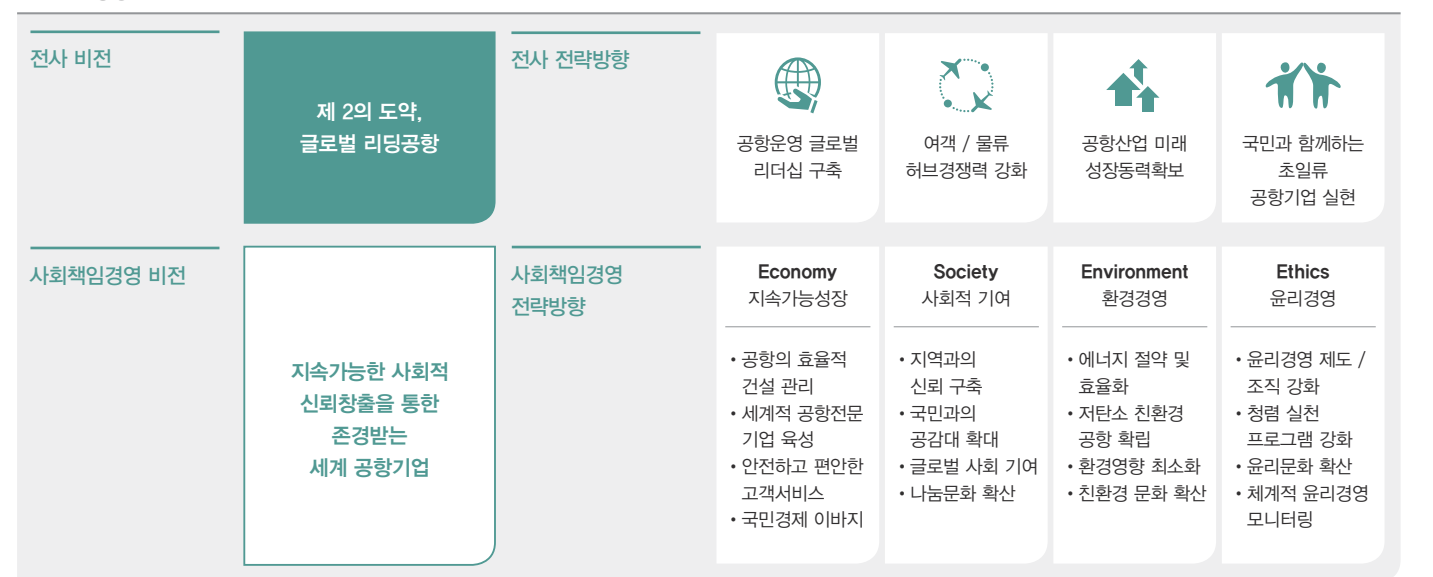 전사 비전
제 2의 도약,
글로벌 리딩공항
전사 전략방향
공항운영 글로벌
리더십 구축
여객 / 물류
허브경쟁력 강화
공항산업 미래
성장동력확보
국민과 함께하는
초일류
공항기업 실현
사회책임경영 비전
지속가능한 사회적
신뢰창출을 통한
존경받는
세계 공항기업
사회책임경영
전략방향
Economy
지속가능성장
• 공항의 효율적
건설 관리
• 세계적 공항전문
기업 육성
• 안전하고 편안한
고객서비스
• 국민경제 이바지
Society
사회적 기여
• 지역과의
신뢰 구축
• 국민과의
공감대 확대
• 글로벌 사회 기여
• 나눔문화 확산
Environment
환경경영
• 에너지 절약 및
효율화
• 저탄소 친환경
공항 확립
• 환경영향 최소화
• 친환경 문화 확산
Ethics
윤리경영
• 윤리경영 제도 /
조직 강화
• 청렴 실천
프로그램 강화
• 윤리문화 확산
• 체계적 윤리경영
모니터링